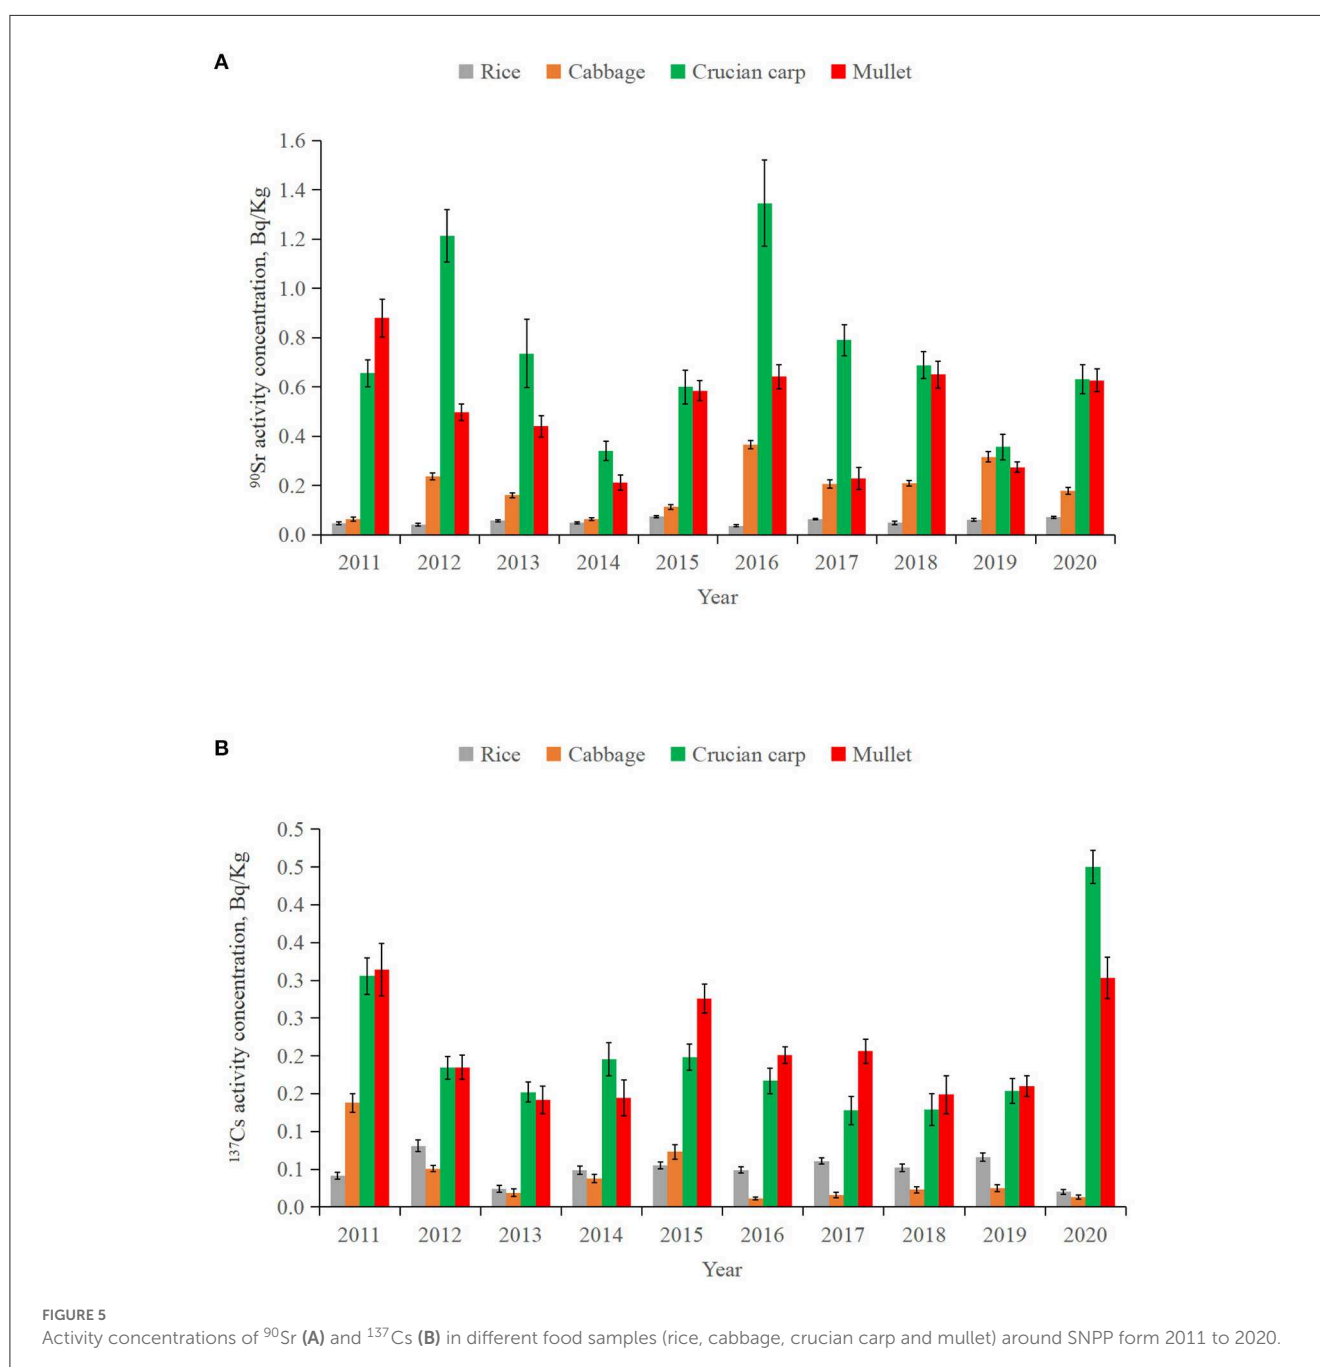 A
Rice Cabbage Crucian carp Mullet
1.6
1.4
1.2
1.0
0.8
0.6
0.4
0.2
0.0
90Sr activity concentration, Bq/Kg
2011 2012 2013 2014 2015 2016 2017 2018 2019 2020
Year
B
Rice Cabbage Crucian carp Mullet
0.5
0.5
0.4
0.4
0.3
0.3
0.2
0.2
0.1
0.1
0.0
137Cs activity concentration, Bq/Kg
2011 2012 2013 2014 2015 2016 2017 2018 2019 2020
Year
FIGURE 5
Activity concentrations of 90Sr (A) and 137Cs (B) in different food samples (rice, cabbage, crucian carp and mullet) around SNPP form 2011 to 2020.